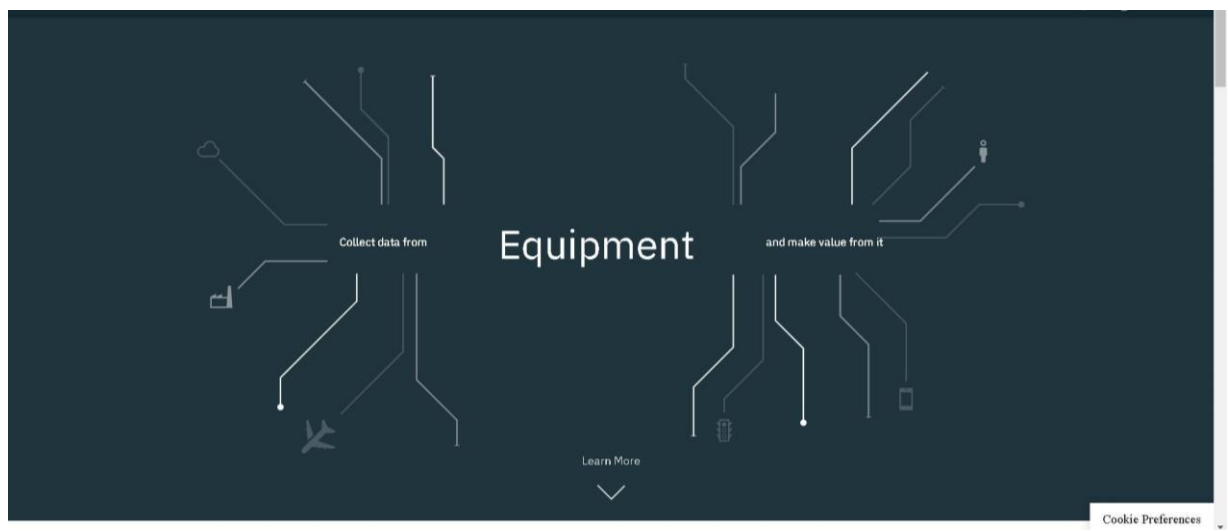 Collect data from
Equipment
and make value from it
Learn More
Cookie Preferences